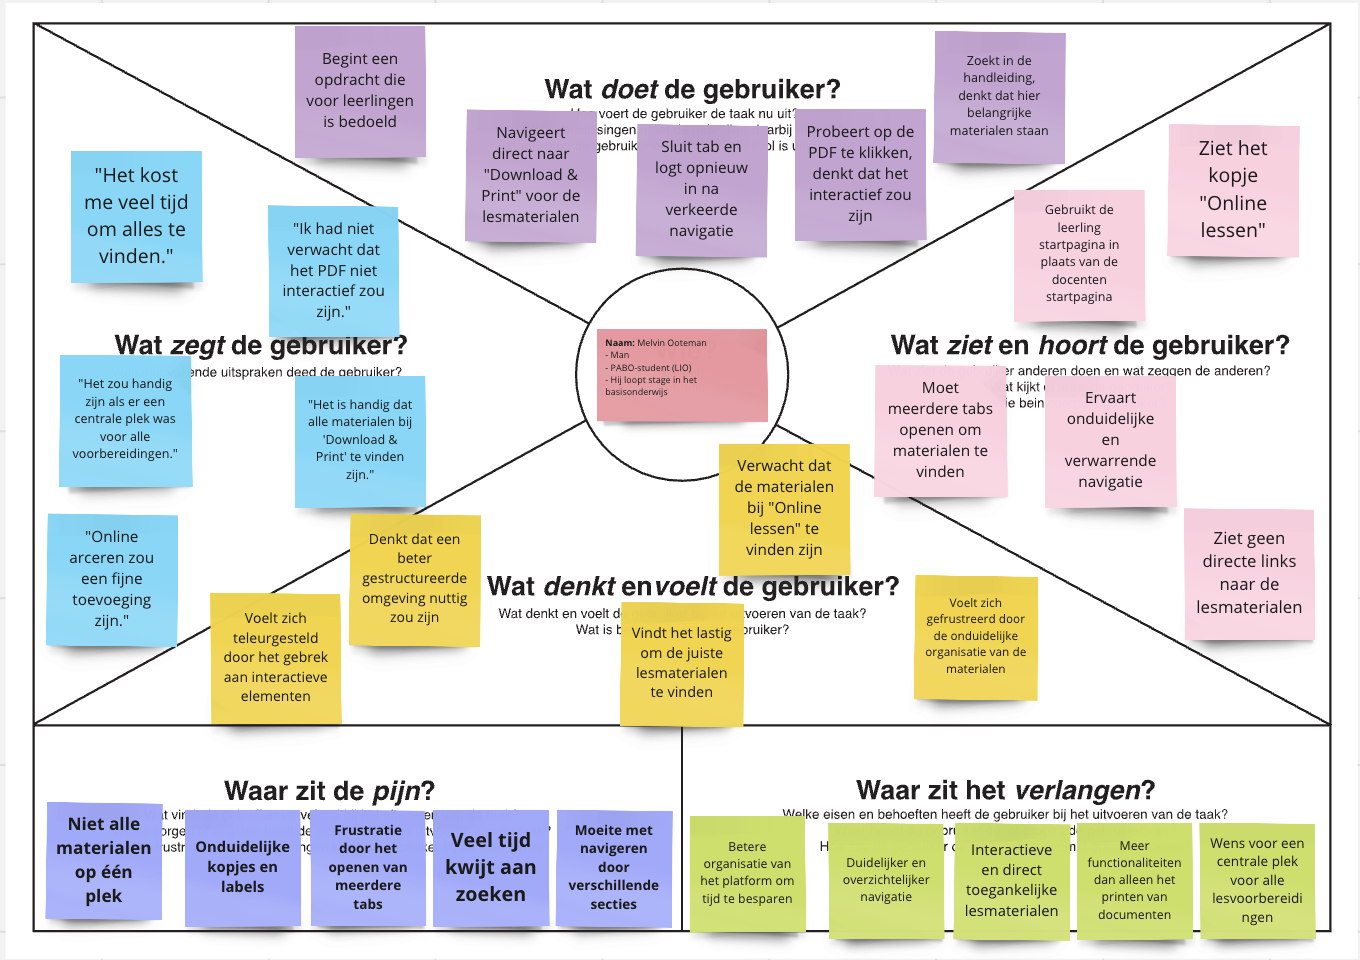 Wat doet de gebruiker?
voert de gebruiker de taak nu uit?
Begint een
opdracht die
voor leerlingen
is bedoeld
Navigeert
direct naar
"Download &
Print" voor de
lesmaterialen
Sluit tab en
logt opnieuw
in na
verkeerde
navigatie
Probeert op de
PDF te klikken,
denkt dat het
interactief zou
zijn
Zoekt in de
handleiding,
denkt dat hier
belangrijke
materialen staan
"Het kost
me veel tijd
om alles te
vinden."
"Ik had niet
verwacht dat
het PDF niet
interactief zou
zijn."
Wat zegt de gebruiker?
uitspraken deed de gebruiker?
"Het zou handig
zijn als er een
centrale plek was
voor alle
voorbereidingen."
"Het is handig dat
alle materialen bij
'Download &
Print' te vinden
zijn."
"Online
arceren zou
een fijne
toevoeging
zijn."
Naam: Melvin Ooteman
- Man
- PABO-student (LIO)
- Hij loopt stage in het
basisonderwijs
Ziet het
kopje
"Online
lessen"
Gebruikt de
leerling
startpagina in
plaats van de
docenten
startpagina
Wat ziet en hoort de gebruiker?
anderen doen en wat zeggen de anderen?
kijkt
Moet
meerdere tabs
openen om
materialen te
vinden
Ervaart
onduidelijke
en
verwarrende
navigatie
Ziet geen
directe links
naar de
lesmaterialen
Verwacht dat
de materialen
bij "Online
lessen" te
vinden zijn
Wat denkt en voelt de gebruiker?
Wat denkt en voelt de
van de taak?
Wat is
Denkt dat een
beter
gestructureerde
omgeving nuttig
zou zijn
Voelt zich
teleurgesteld
door het gebrek
aan interactieve
elementen
Vindt het lastig
om de juiste
lesmaterialen
te vinden
Voelt zich
gefrustreerd door
de onduidelijke
organisatie van de
materialen
Waar zit de pijn?
Niet alle
materialen
op één
plek
Onduidelijke
kopjes en
labels
Frustratie
door het
openen van
meerdere
tabs
Veel tijd
kwijt aan
zoeken
Moeite met
navigeren
door
verschillende
secties
Waar zit het verlangen?
Welke eisen en behoeften heeft de gebruiker bij het uitvoeren van de taak?
Betere
organisatie van
het platform om
tijd te besparen
Duidelijker en
overzichtelijker
navigatie
Interactieve
en direct
toegankelijke
lesmaterialen
Meer
functionaliteiten
dan alleen het
printen van
documenten
Wens voor een
centrale plek
voor alle
lesvoorbereidi
ngen